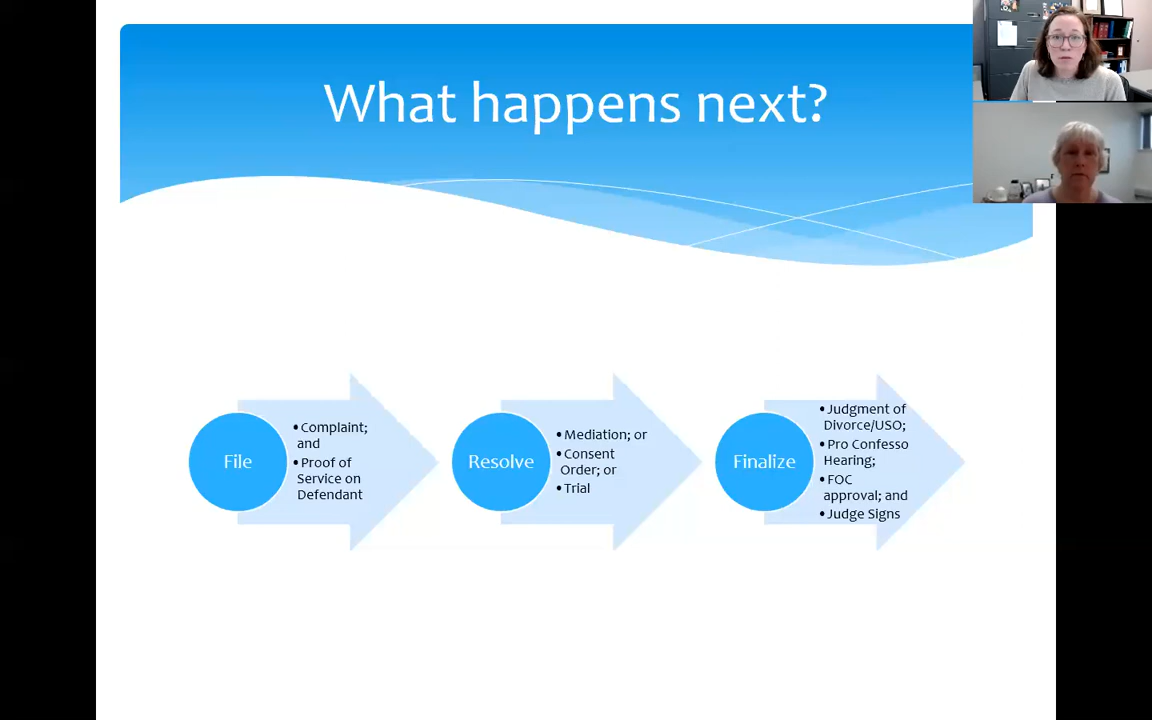 What happens next?
File
•Complaint;
and
•Proof of
Service on
Defendant
Resolve
•Mediation; or
•Consent
Order; or
•Trial
Finalize
•Judgment of
Divorce/USO;
•Pro Confesso
Hearing;
•FOC
approval; and
•Judge Signs